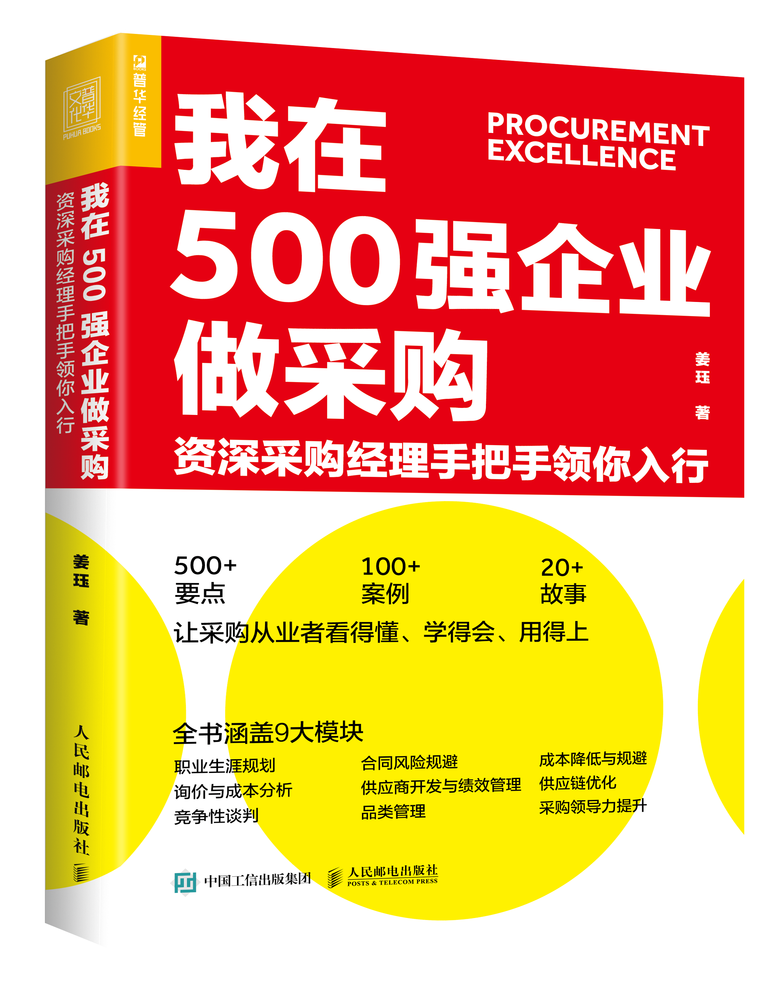 普华文化
PUHUA BOOKS
我在 500 强企业做采购
资深采购经理手把手领你入行
姜珏 著
人民邮电出版社
BOOKS
普华经管
我在
500强企业
做采购
PROCUREMENT
EXCELLENCE
姜珏 著
资深采购经理手把手领你入行
500+
要点
100+
案例
20+
故事
让采购从业者看得懂、学得会、用得上
全书涵盖9大模块
职业生涯规划
询价与成本分析
竞争性谈判
合同风险规避
供应商开发与绩效管理
品类管理
成本降低与规避
供应链优化
采购领导力提升
中国工信出版集团
人民邮电出版社
POSTS & TELECOM PRESS